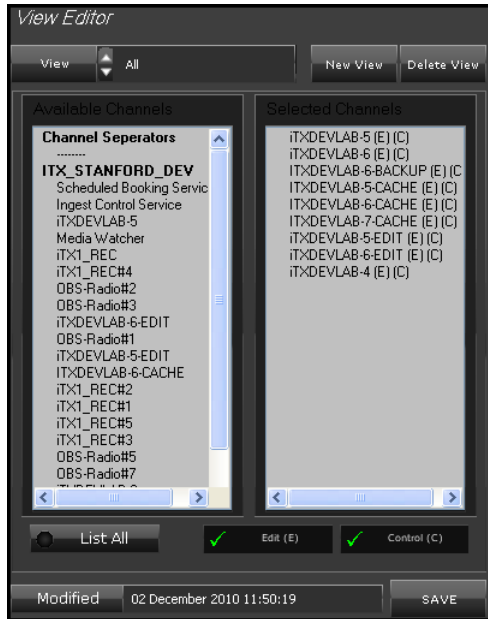 View Editor
View All New View Delete View
Available Channels
Channel Seperators
--------
ITX_STANFORD_DEV
Scheduled Booking Servic
Ingest Control Service
iTXDEVLAB-5
Media Watcher
iTX1_REC
iTX1_REC#4
OBS-Radio#2
OBS-Radio#3
iTXDEVLAB-6-EDIT
OBS-Radio#1
iTXDEVLAB-5-EDIT
ITXDEVLAB-6-CACHE
iTX1_REC#2
iTX1_REC#1
iTX1_REC#5
iTX1_REC#3
OBS-Radio#5
OBS-Radio#7
Selected Channels
iTXDEVLAB-5 (E) (C)
iTXDEVLAB-6 (E) (C)
ITXDEVLAB-6-BACKUP (E) (C
ITXDEVLAB-5-CACHE (E) (C)
ITXDEVLAB-6-CACHE (E) (C)
ITXDEVLAB-7-CACHE (E) (C)
iTXDEVLAB-5-EDIT (E) (C)
iTXDEVLAB-6-EDIT (E) (C)
iTXDEVLAB-4 (E) (C)
List All Edit (E) Control (C)
Modified 02 December 2010 11:50:19 SAVE